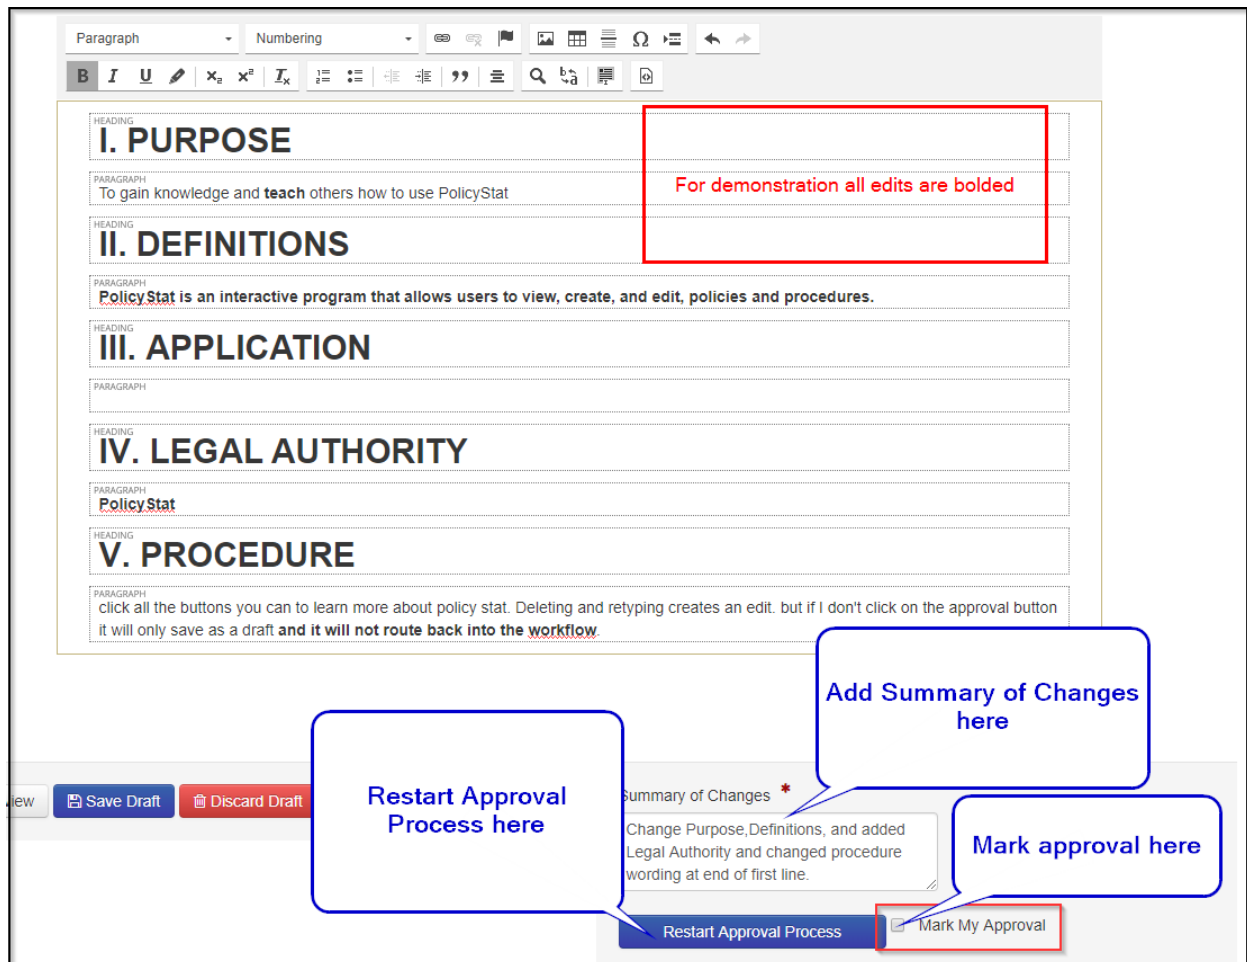 Paragraph
Numbering
B I U x₂ x² Ix
HEADING
I. PURPOSE
PARAGRAPH
To gain knowledge and teach others how to use PolicyStat
For demonstration all edits are bolded
HEADING
II. DEFINITIONS
PARAGRAPH
PolicyStat is an interactive program that allows users to view, create, and edit, policies and procedures.
HEADING
III. APPLICATION
PARAGRAPH
HEADING
IV. LEGAL AUTHORITY
PARAGRAPH
PolicyStat
HEADING
V. PROCEDURE
PARAGRAPH
click all the buttons you can to learn more about policy stat. Deleting and retyping creates an edit. but if I don't click on the approval button
it will only save as a draft and it will not route back into the workflow.
Add Summary of Changes
here
Restart Approval
Process here
Save Draft
Discard Draft
Summary of Changes *
Change Purpose,Definitions, and added
Legal Authority and changed procedure
wording at end of first line.
Mark approval here
Restart Approval Process
Mark My Approval